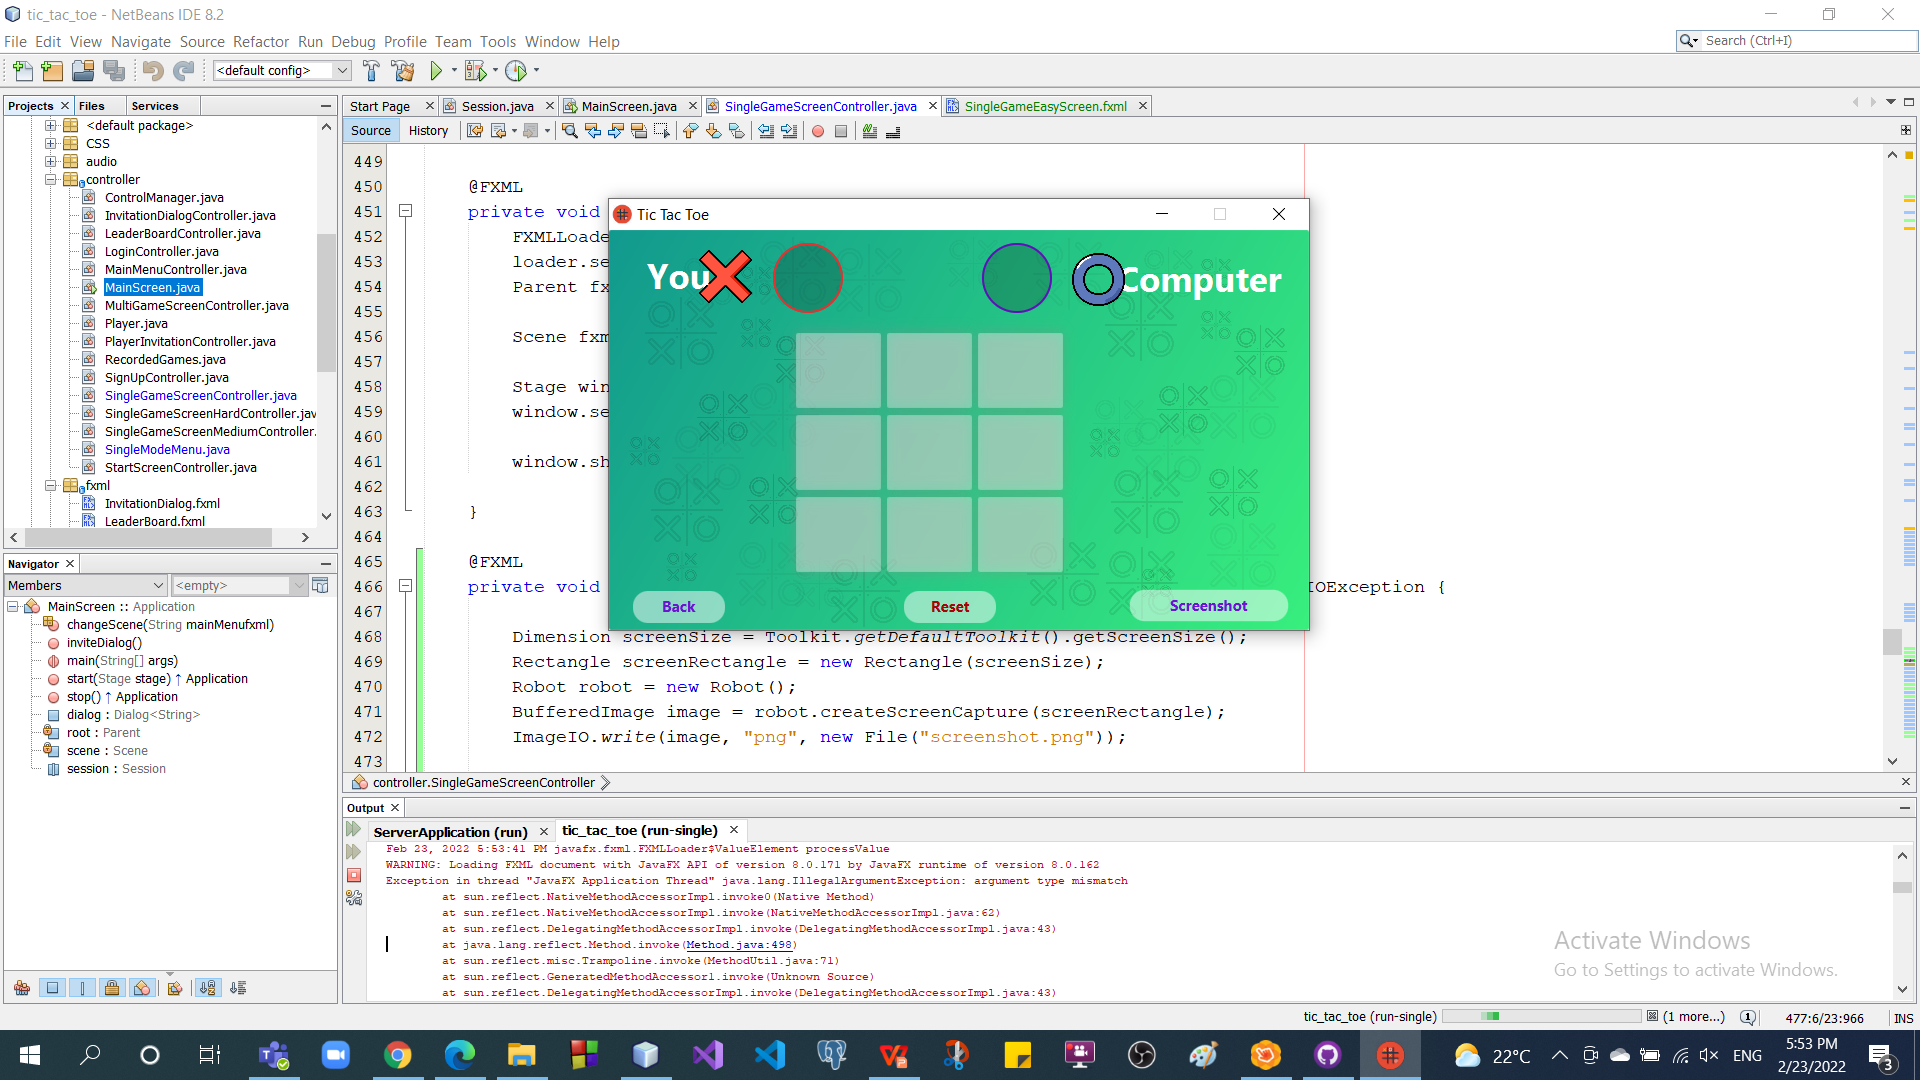 tic_tac_toe - NetBeans IDE 8.2
File Edit View Navigate Source Refactor Run Debug Profile Team Tools Window Help
Search (Ctrl+I)
<default config>
Projects Files Services
<default package>
CSS
audio
controller
ControlManager.java
InvitationDialogController.java
LeaderBoardController.java
LoginController.java
MainMenuController.java
MainScreen.java
MultiGameScreenController.java
Player.java
PlayerInvitationController.java
RecordedGames.java
SignUpController.java
SingleGameScreenController.java
SingleGameScreenHardController.jav
SingleGameScreenMediumController.
SingleModeMenu.java
StartScreenController.java
fxml
InvitationDialog.fxml
LeaderBoard.fxml
Navigator
Members <empty>
MainScreen :: Application
changeScene(String mainMenufxml)
inviteDialog()
main(String[] args)
start(Stage stage) ↑ Application
stop() ↑ Application
dialog : Dialog<String>
root : Parent
scene : Scene
session : Session
Start Page Session.java MainScreen.java SingleGameScreenController.java SingleGameEasyScreen.fxml
Source History
449
450 @FXML
451 private void
452 FXMLLoade
453 loader.se
454 Parent fx
455
456 Scene fxm
457
458 Stage win
459 window.se
460
461 window.sh
462
463 }
464
465 @FXML
466 private void IOException {
467
468 Dimension screenSize = Toolkit.getDefaultToolkit().getScreenSize();
469 Rectangle screenRectangle = new Rectangle(screenSize);
470 Robot robot = new Robot();
471 BufferedImage image = robot.createScreenCapture(screenRectangle);
472 ImageIO.write(image, "png", new File("screenshot.png"));
473
Tic Tac Toe
You Computer
Back Reset Screenshot
controller.SingleGameScreenController
Output
ServerApplication (run) tic_tac_toe (run-single)
Feb 23, 2022 5:53:41 PM javafx.fxml.FXMLLoader$ValueElement processValue
WARNING: Loading FXML document with JavaFX API of version 8.0.171 by JavaFX runtime of version 8.0.162
Exception in thread "JavaFX Application Thread" java.lang.IllegalArgumentException: argument type mismatch
at sun.reflect.NativeMethodAccessorImpl.invoke0(Native Method)
at sun.reflect.NativeMethodAccessorImpl.invoke(NativeMethodAccessorImpl.java:62)
at sun.reflect.DelegatingMethodAccessorImpl.invoke(DelegatingMethodAccessorImpl.java:43)
at java.lang.reflect.Method.invoke(Method.java:498)
at sun.reflect.misc.Trampoline.invoke(MethodUtil.java:71)
at sun.reflect.GeneratedMethodAccessor1.invoke(Unknown Source)
at sun.reflect.DelegatingMethodAccessorImpl.invoke(DelegatingMethodAccessorImpl.java:43)
Activate Windows
Go to Settings to activate Windows.
tic_tac_toe (run-single) (1 more...) 477:6/23:966 INS
22°C ENG 5:53 PM
2/23/2022
3